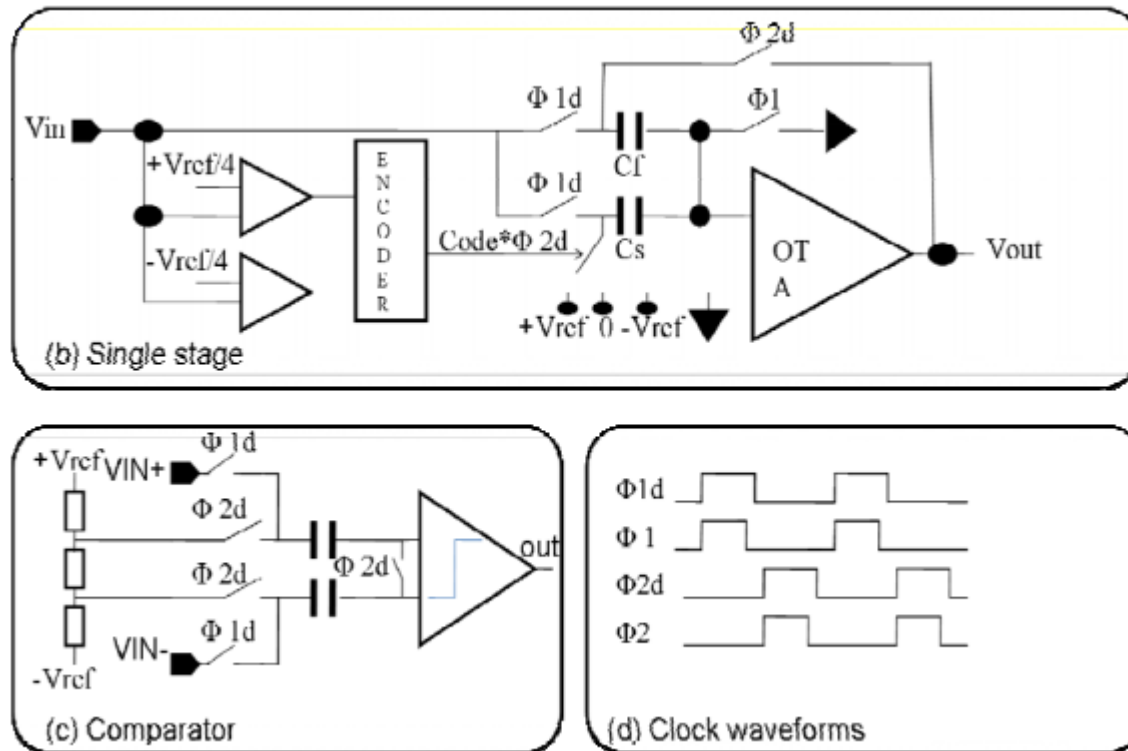 Φ 2d
Φ 1d
Φ1
Vin
+Vref/4
ENCODER
Cf
Φ 1d
-Vref/4
Code*Φ 2d
Cs
OT
A
Vout
+Vref 0 -Vref
(b) Single stage
+Vref
VIN+
Φ 1d
Φ 2d
out
Φ 2d
Φ 2d
Φ 1d
VIN-
-Vref
(c) Comparator
Φ1d
Φ 1
Φ2d
Φ2
(d) Clock waveforms